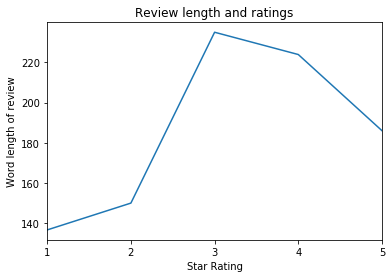 Review length and ratings
Word length of review
220
200
180
160
140
1 2 3 4 5
Star Rating